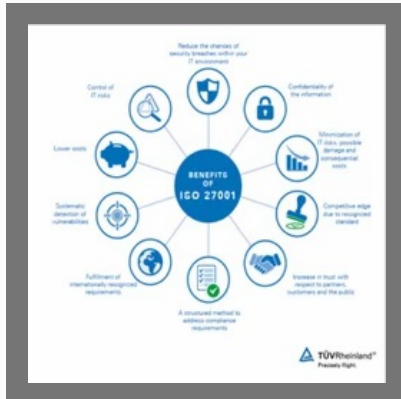 Reduce the chances of
security breaches within your
IT environment
Confidentiality of
the information
Minimization of
IT risks, possible
damage and
consequential
costs
Competitive edge
due to recognized
standard
Increase in trust with
respect to partners,
customers and the public
A structured method to
address compliance
requirements
Fulfillment of
internationally recognized
requirements
Systematic
detection of
vulnerabilities
Lower costs
Control of
IT risks
BENEFITS
OF
ISO 27001
TÜVRheinland®
Precisely Right.